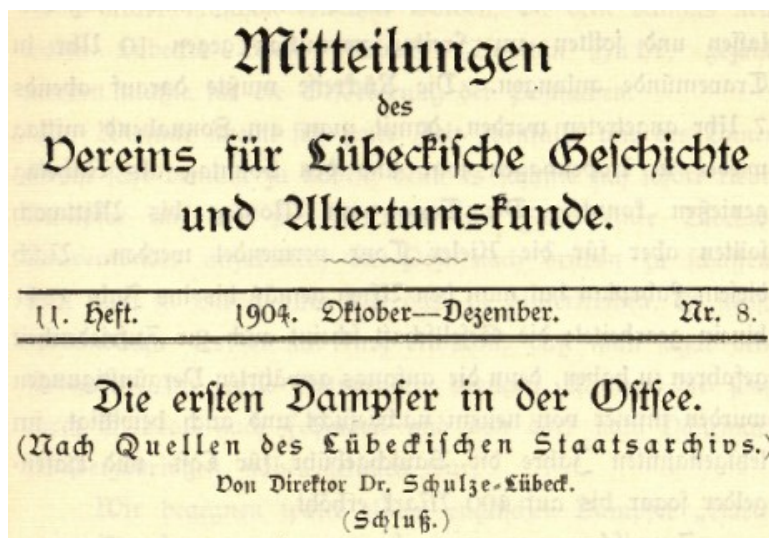 Mitteilungen
des
Vereins für Lübeckische Geschichte
und Altertumskunde.
11. Heft. 1904. Oktober—Dezember. Nr. 8.
Die ersten Dampfer in der Ostsee.
(Nach Quellen des Lübeckischen Staatsarchivs.)
Von Direktor Dr. Schulze-Lübeck.
(Schluß.)